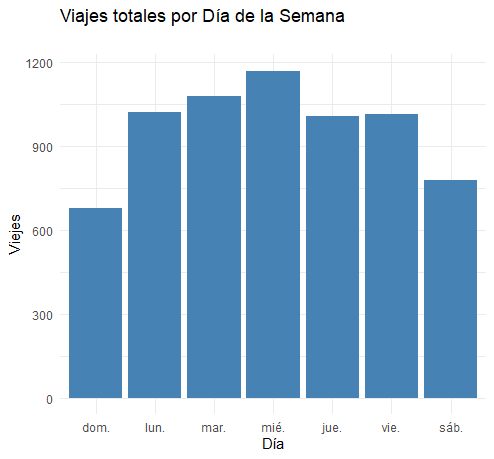 Viajes totales por Día de la Semana
1200
900
600
300
0
Viejes
dom. lun. mar. mié. jue. vie. sáb.
Día